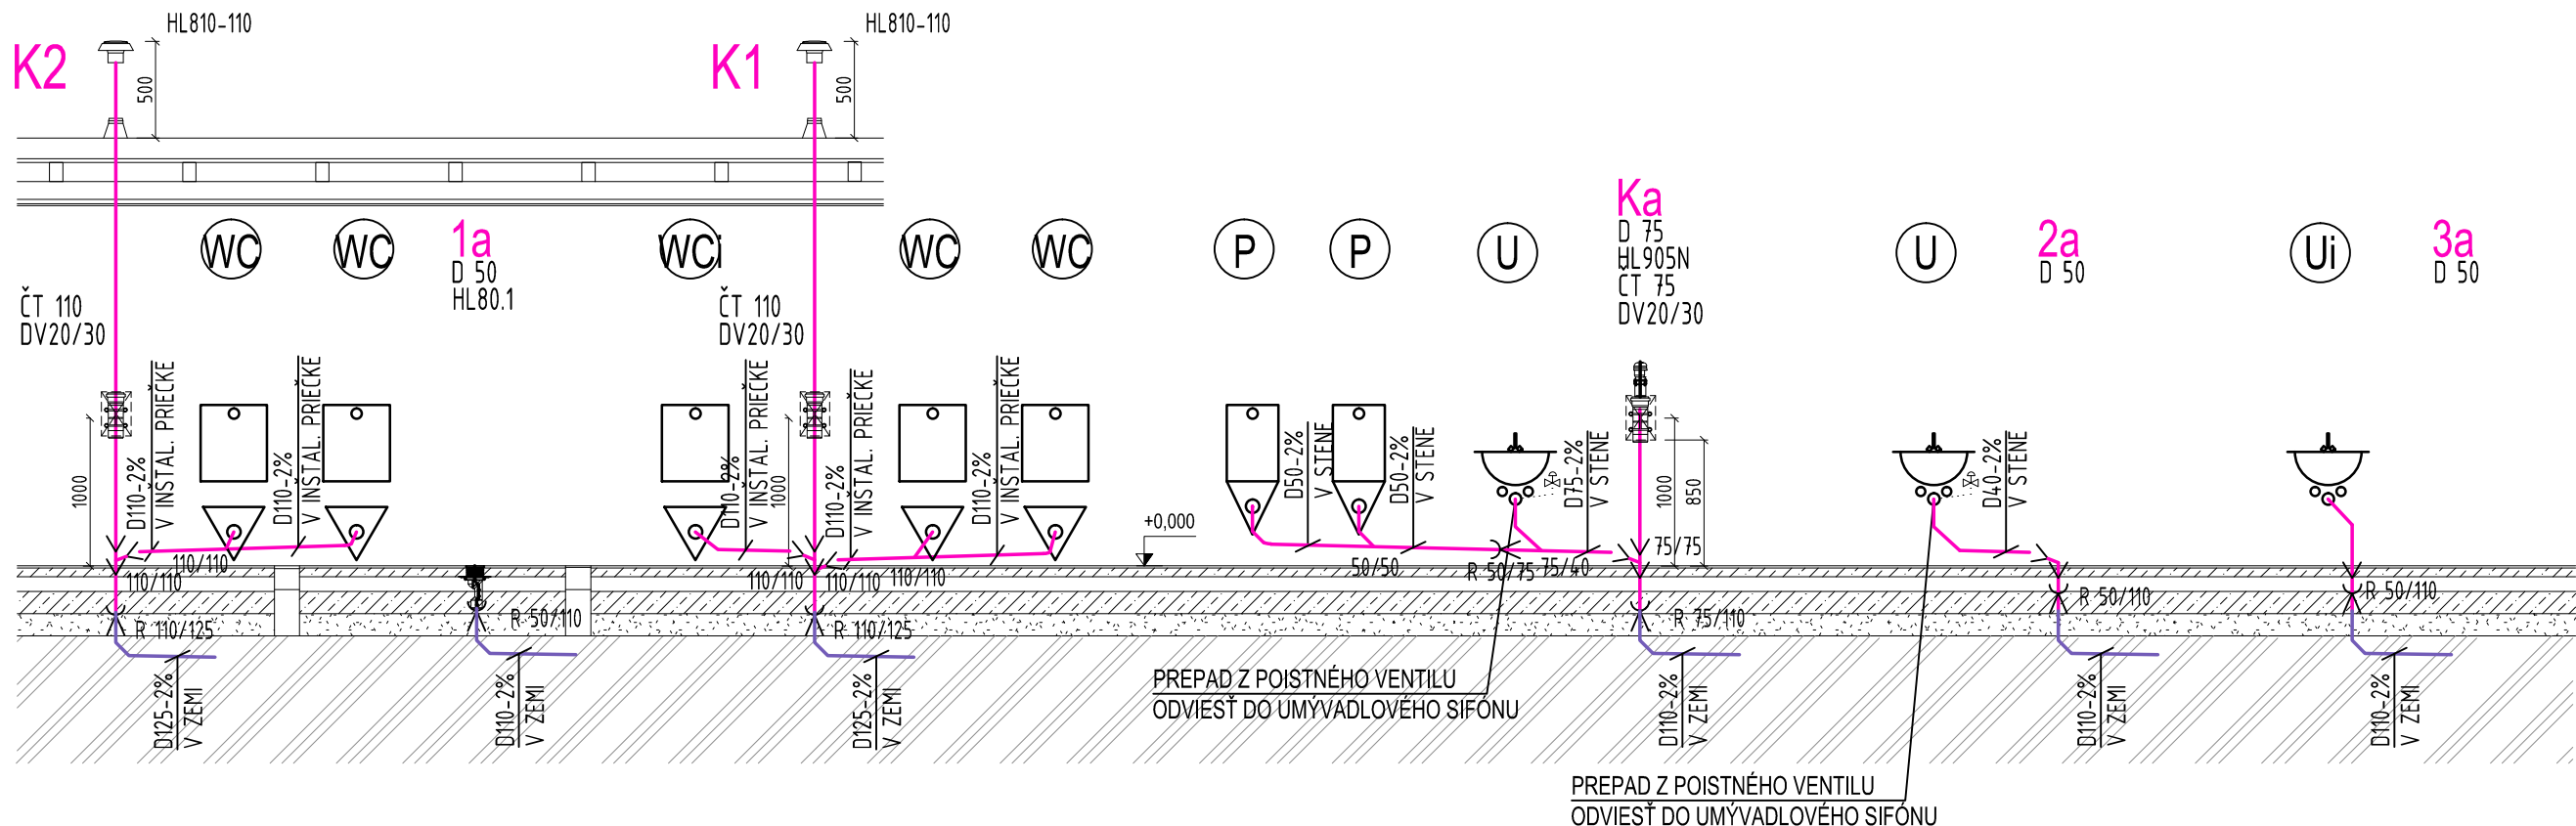 K2
HL810-110
500
K1
HL810-110
500
WC
WC
1a
D 50
HL80.1
WCi
WC
WC
P
P
U
Ka
D 75
HL905N
ČT 75
DV20/30
U
2a
D 50
Ui
3a
D 50
ČT 110
DV20/30
ČT 110
DV20/30
1000
D110-2%
V INŠTAL. PRIEČKE
D110-2%
V INŠTAL. PRIEČKE
D110-2%
V INŠTAL. PRIEČKE
1000
D110-2%
V INŠTAL. PRIEČKE
D110-2%
V INŠTAL. PRIEČKE
+0,000
D50-2%
V STENE
D50-2%
V STENE
D75-2%
V STENE
1000
850
D40-2%
V STENE
110/110
110/110
R 110/125
R 50/110
110/110
110/110
110/110
R 110/125
50/50
R 50/75
75/40
75/75
R 75/110
R 50/110
R 50/110
D125-2%
V ZEMI
D110-2%
V ZEMI
D125-2%
V ZEMI
D110-2%
V ZEMI
D110-2%
V ZEMI
D110-2%
V ZEMI
PREPAD Z POISTNÉHO VENTILU
ODVIESŤ DO UMÝVADLOVÉHO SIFÓNU
PREPAD Z POISTNÉHO VENTILU
ODVIESŤ DO UMÝVADLOVÉHO SIFÓNU